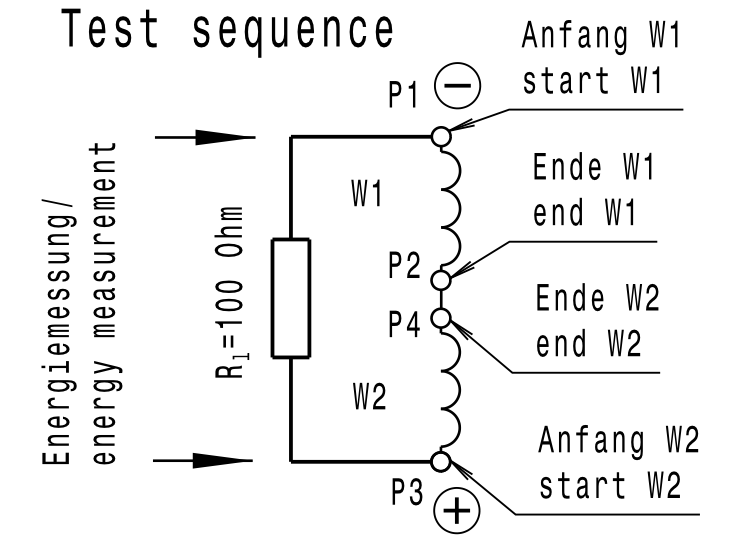 Test sequence
Anfang W1
start W1
P1
−
Ende W1
end W1
W1
P2
Energiemessung/
energy measurement
Rl=100 Ohm
P4
Ende W2
end W2
W2
Anfang W2
start W2
P3
+